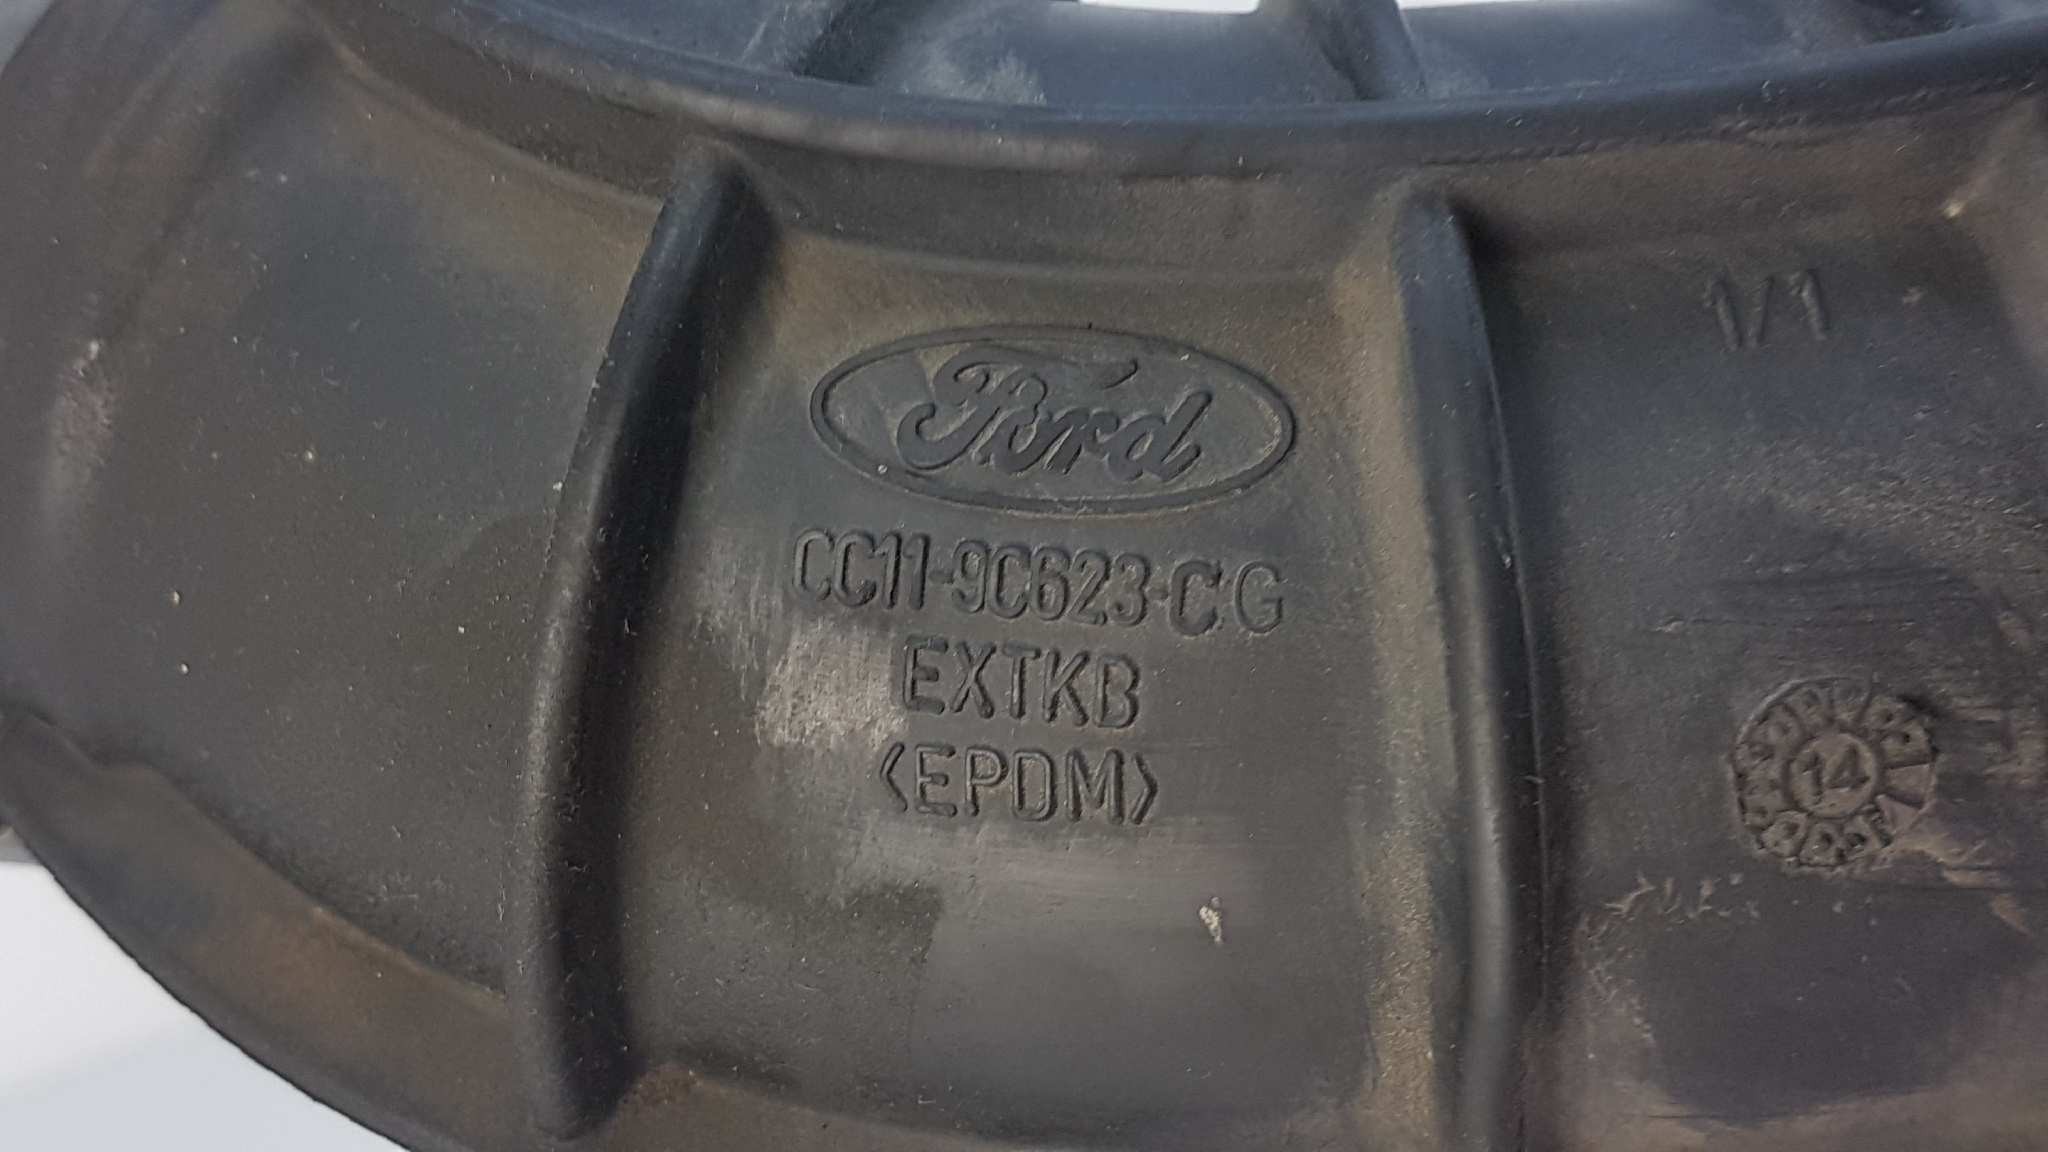 Ford
1/1
CC11-9C623-CG
EXTKB
<EPDM>
14